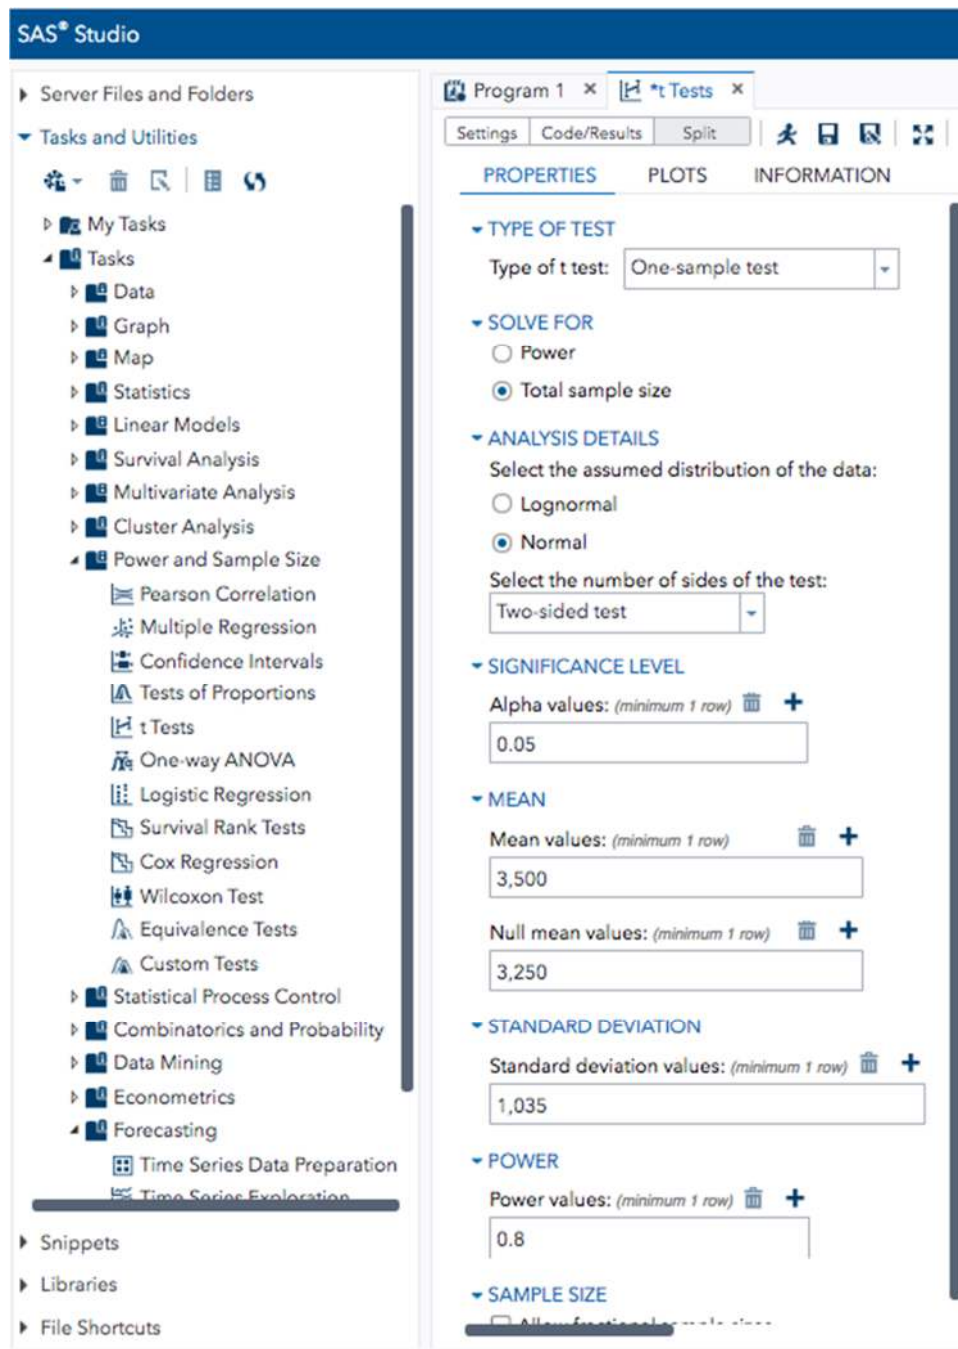 SAS® Studio
Server Files and Folders
Tasks and Utilities
My Tasks
Tasks
Data
Graph
Map
Statistics
Linear Models
Survival Analysis
Multivariate Analysis
Cluster Analysis
Power and Sample Size
Pearson Correlation
Multiple Regression
Confidence Intervals
Tests of Proportions
t Tests
One-way ANOVA
Logistic Regression
Survival Rank Tests
Cox Regression
Wilcoxon Test
Equivalence Tests
Custom Tests
Statistical Process Control
Combinatorics and Probability
Data Mining
Econometrics
Forecasting
Time Series Data Preparation
Time Series Exploration
Snippets
Libraries
File Shortcuts
Program 1 × *t Tests ×
Settings Code/Results Split
PROPERTIES PLOTS INFORMATION
TYPE OF TEST
Type of t test: One-sample test
SOLVE FOR
Power
Total sample size
ANALYSIS DETAILS
Select the assumed distribution of the data:
Lognormal
Normal
Select the number of sides of the test:
Two-sided test
SIGNIFICANCE LEVEL
Alpha values: (minimum 1 row)
0.05
MEAN
Mean values: (minimum 1 row)
3,500
Null mean values: (minimum 1 row)
3,250
STANDARD DEVIATION
Standard deviation values: (minimum 1 row)
1,035
POWER
Power values: (minimum 1 row)
0.8
SAMPLE SIZE
Allow fractional sample sizes